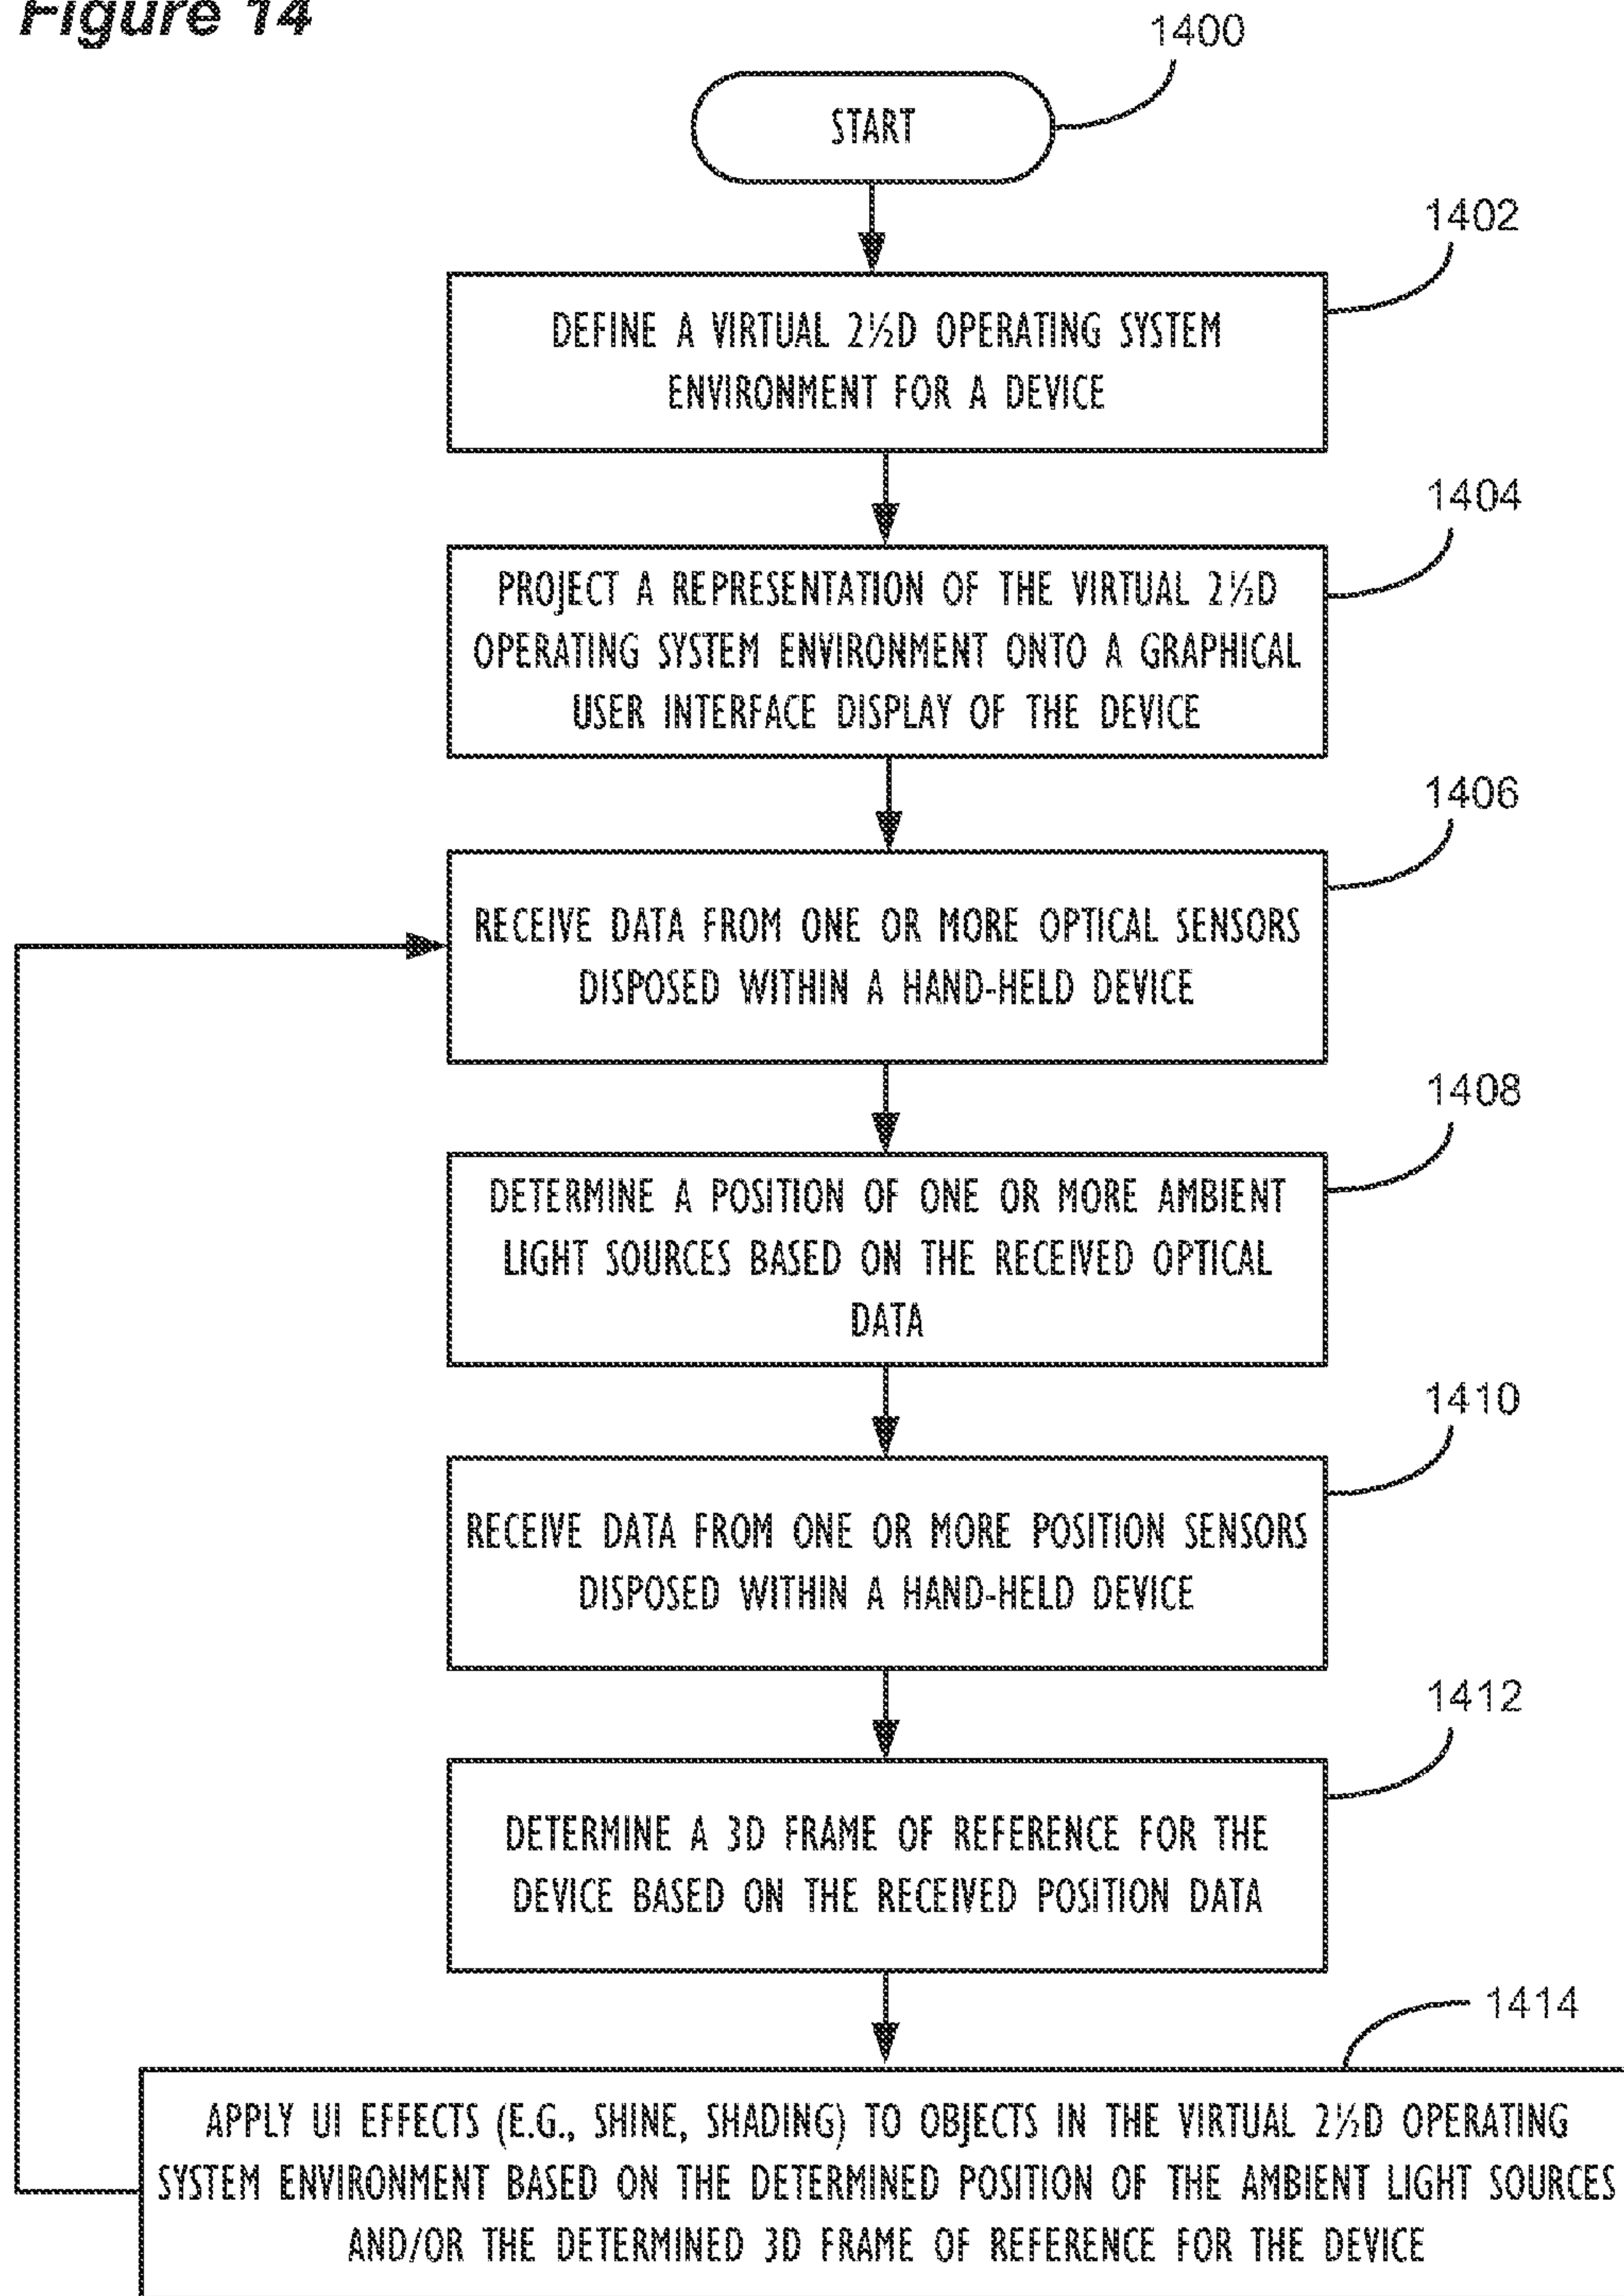 Figure 14
1400
START
1402
DEFINE A VIRTUAL 2½D OPERATING SYSTEM
ENVIRONMENT FOR A DEVICE
1404
PROJECT A REPRESENTATION OF THE VIRTUAL 2½D
OPERATING SYSTEM ENVIRONMENT ONTO A GRAPHICAL
USER INTERFACE DISPLAY OF THE DEVICE
1406
RECEIVE DATA FROM ONE OR MORE OPTICAL SENSORS
DISPOSED WITHIN A HAND-HELD DEVICE
1408
DETERMINE A POSITION OF ONE OR MORE AMBIENT
LIGHT SOURCES BASED ON THE RECEIVED OPTICAL
DATA
1410
RECEIVE DATA FROM ONE OR MORE POSITION SENSORS
DISPOSED WITHIN A HAND-HELD DEVICE
1412
DETERMINE A 3D FRAME OF REFERENCE FOR THE
DEVICE BASED ON THE RECEIVED POSITION DATA
1414
APPLY UI EFFECTS (E.G., SHINE, SHADING) TO OBJECTS IN THE VIRTUAL 2½D OPERATING
SYSTEM ENVIRONMENT BASED ON THE DETERMINED POSITION OF THE AMBIENT LIGHT SOURCES
AND/OR THE DETERMINED 3D FRAME OF REFERENCE FOR THE DEVICE